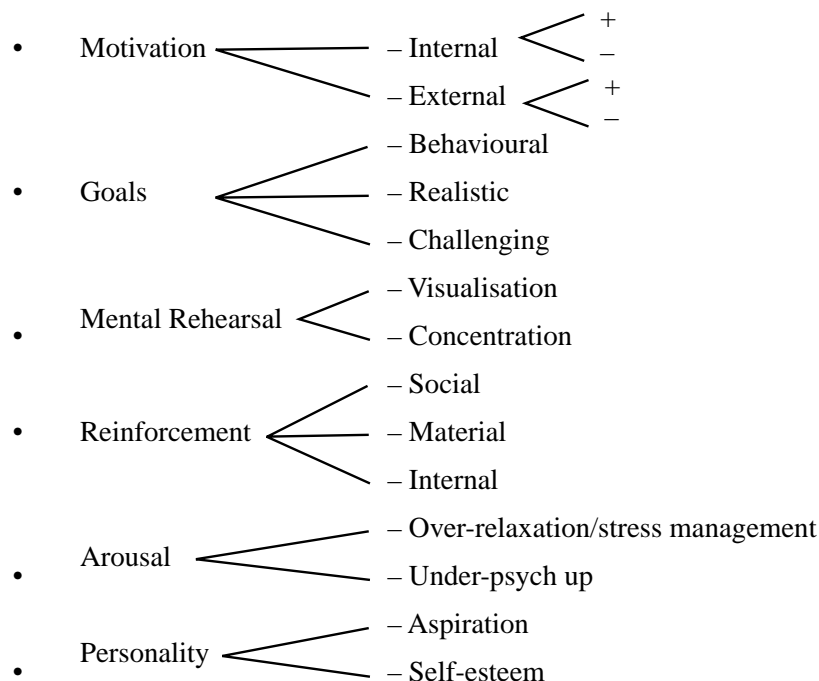 +
• Motivation – Internal
–
+
– External
–
– Behavioural
• Goals – Realistic
– Challenging
– Visualisation
Mental Rehearsal
• – Concentration
– Social
• Reinforcement – Material
– Internal
– Over-relaxation/stress management
Arousal
• – Under-psych up
– Aspiration
Personality
• – Self-esteem